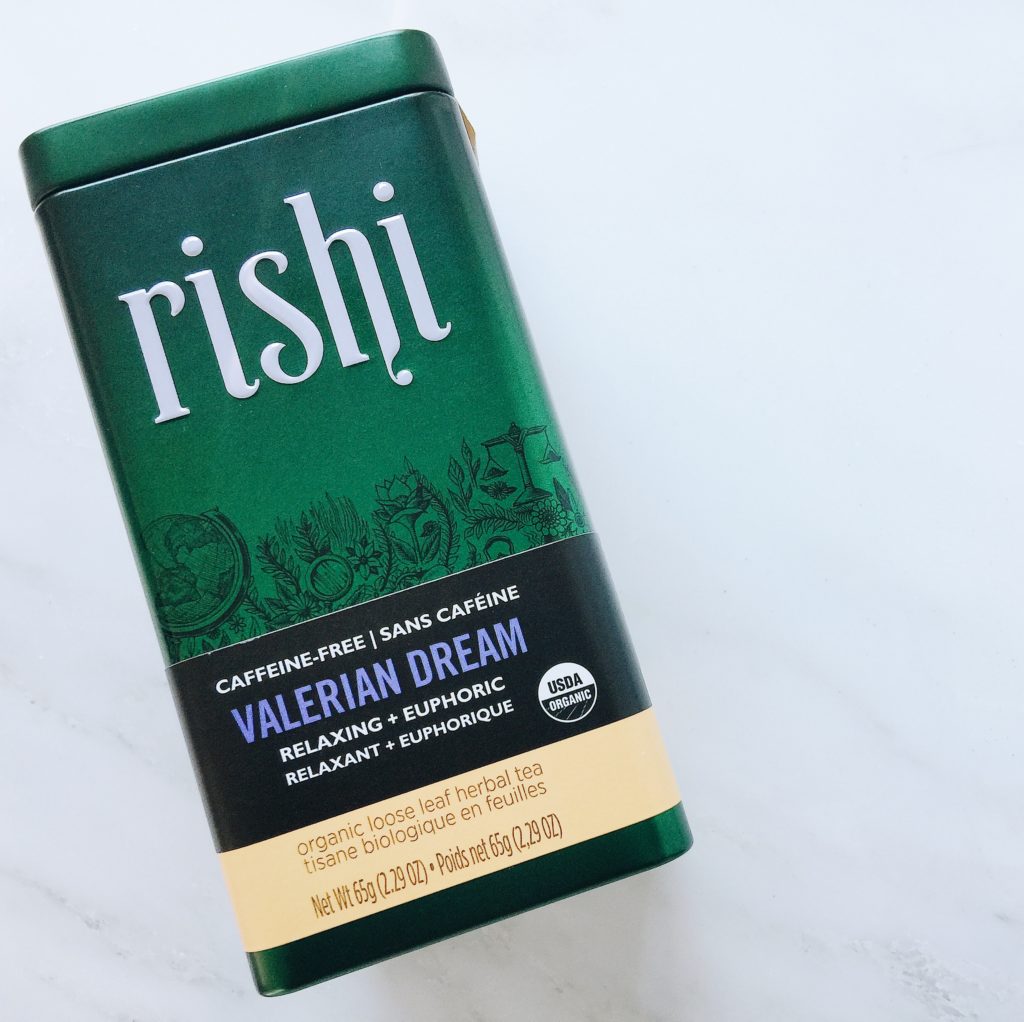 rishi
CAFFEINE-FREE | SANS CAFÉINE
VALERIAN DREAM
RELAXING + EUPHORIC
RELAXANT + EUPHORIQUE
USDA
ORGANIC
organic loose leaf herbal tea
tisane biologique en feuilles
Net Wt 65g (2.29 OZ) • Poids net 65g (2,29 OZ)